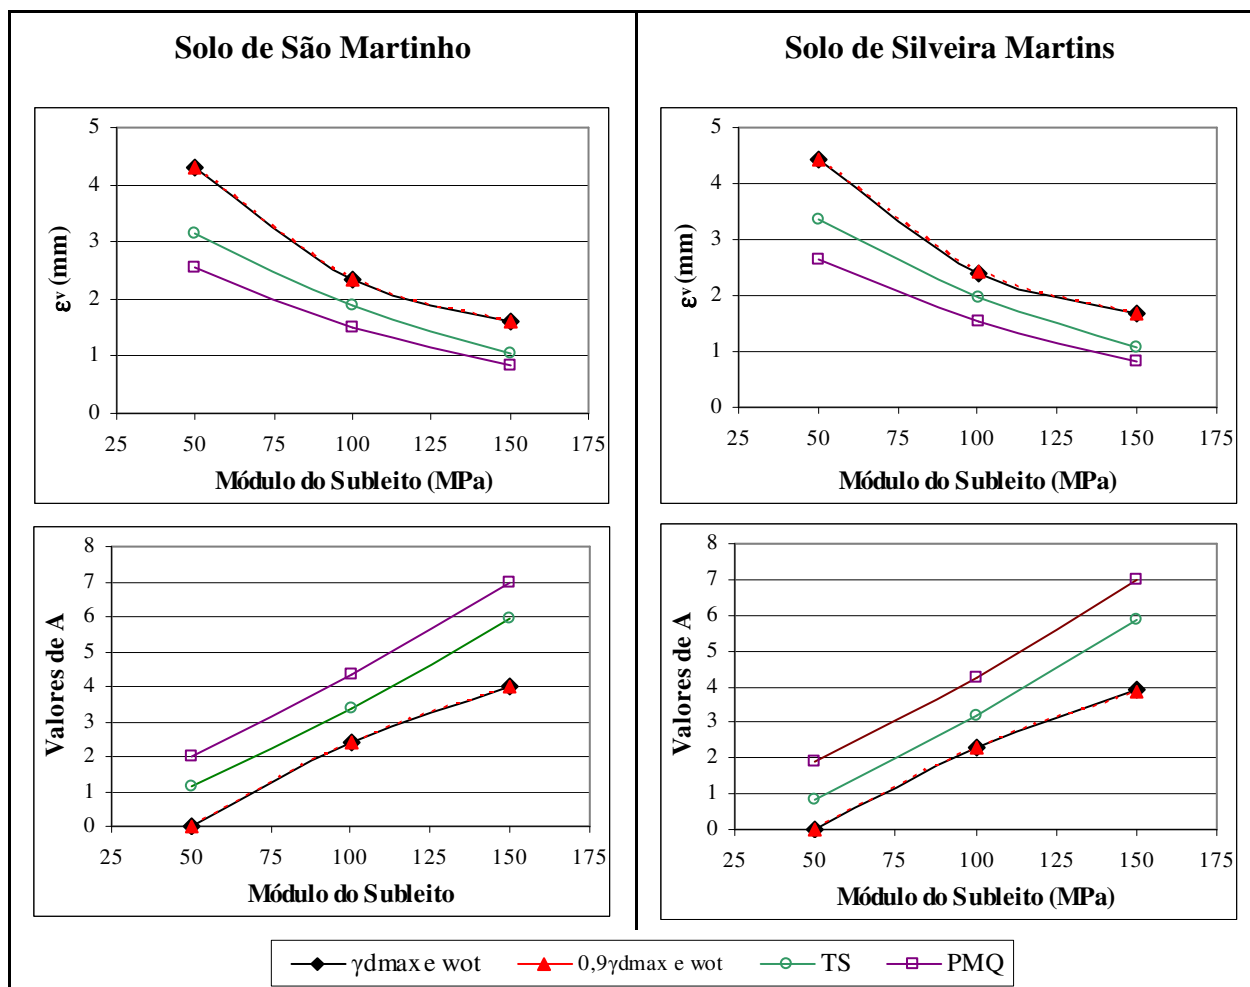 Solo de São Martinho
Solo de Silveira Martins
5
4
3
2
1
0
εv (mm)
25 50 75 100 125 150 175
Módulo do Subleito (MPa)
5
4
3
2
1
0
εv (mm)
25 50 75 100 125 150 175
Módulo do Subleito (MPa)
8
7
6
5
4
3
2
1
0
Valores de A
25 50 75 100 125 150 175
Módulo do Subleito
8
7
6
5
4
3
2
1
0
Valores de A
25 50 75 100 125 150 175
Módulo do Subleito (MPa)
γdmax e wot 0,9γdmax e wot TS PMQ